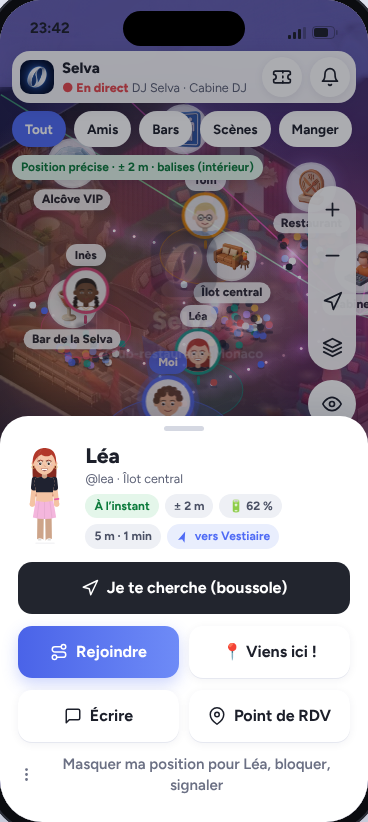 23:42
Selva
En direct DJ Selva · Cabine DJ
Tout
Amis
Bars
Scènes
Manger
Position précise · ± 2 m · balises (intérieur)
Tom
Alcôve VIP
Inès
Îlot central
Léa
Bar de la Selva
Moi
Léa
@lea · Îlot central
À l'instant
± 2 m
62 %
5 m · 1 min
vers Vestiaire
Je te cherche (boussole)
Rejoindre
Viens ici !
Écrire
Point de RDV
Masquer ma position pour Léa, bloquer,
signaler